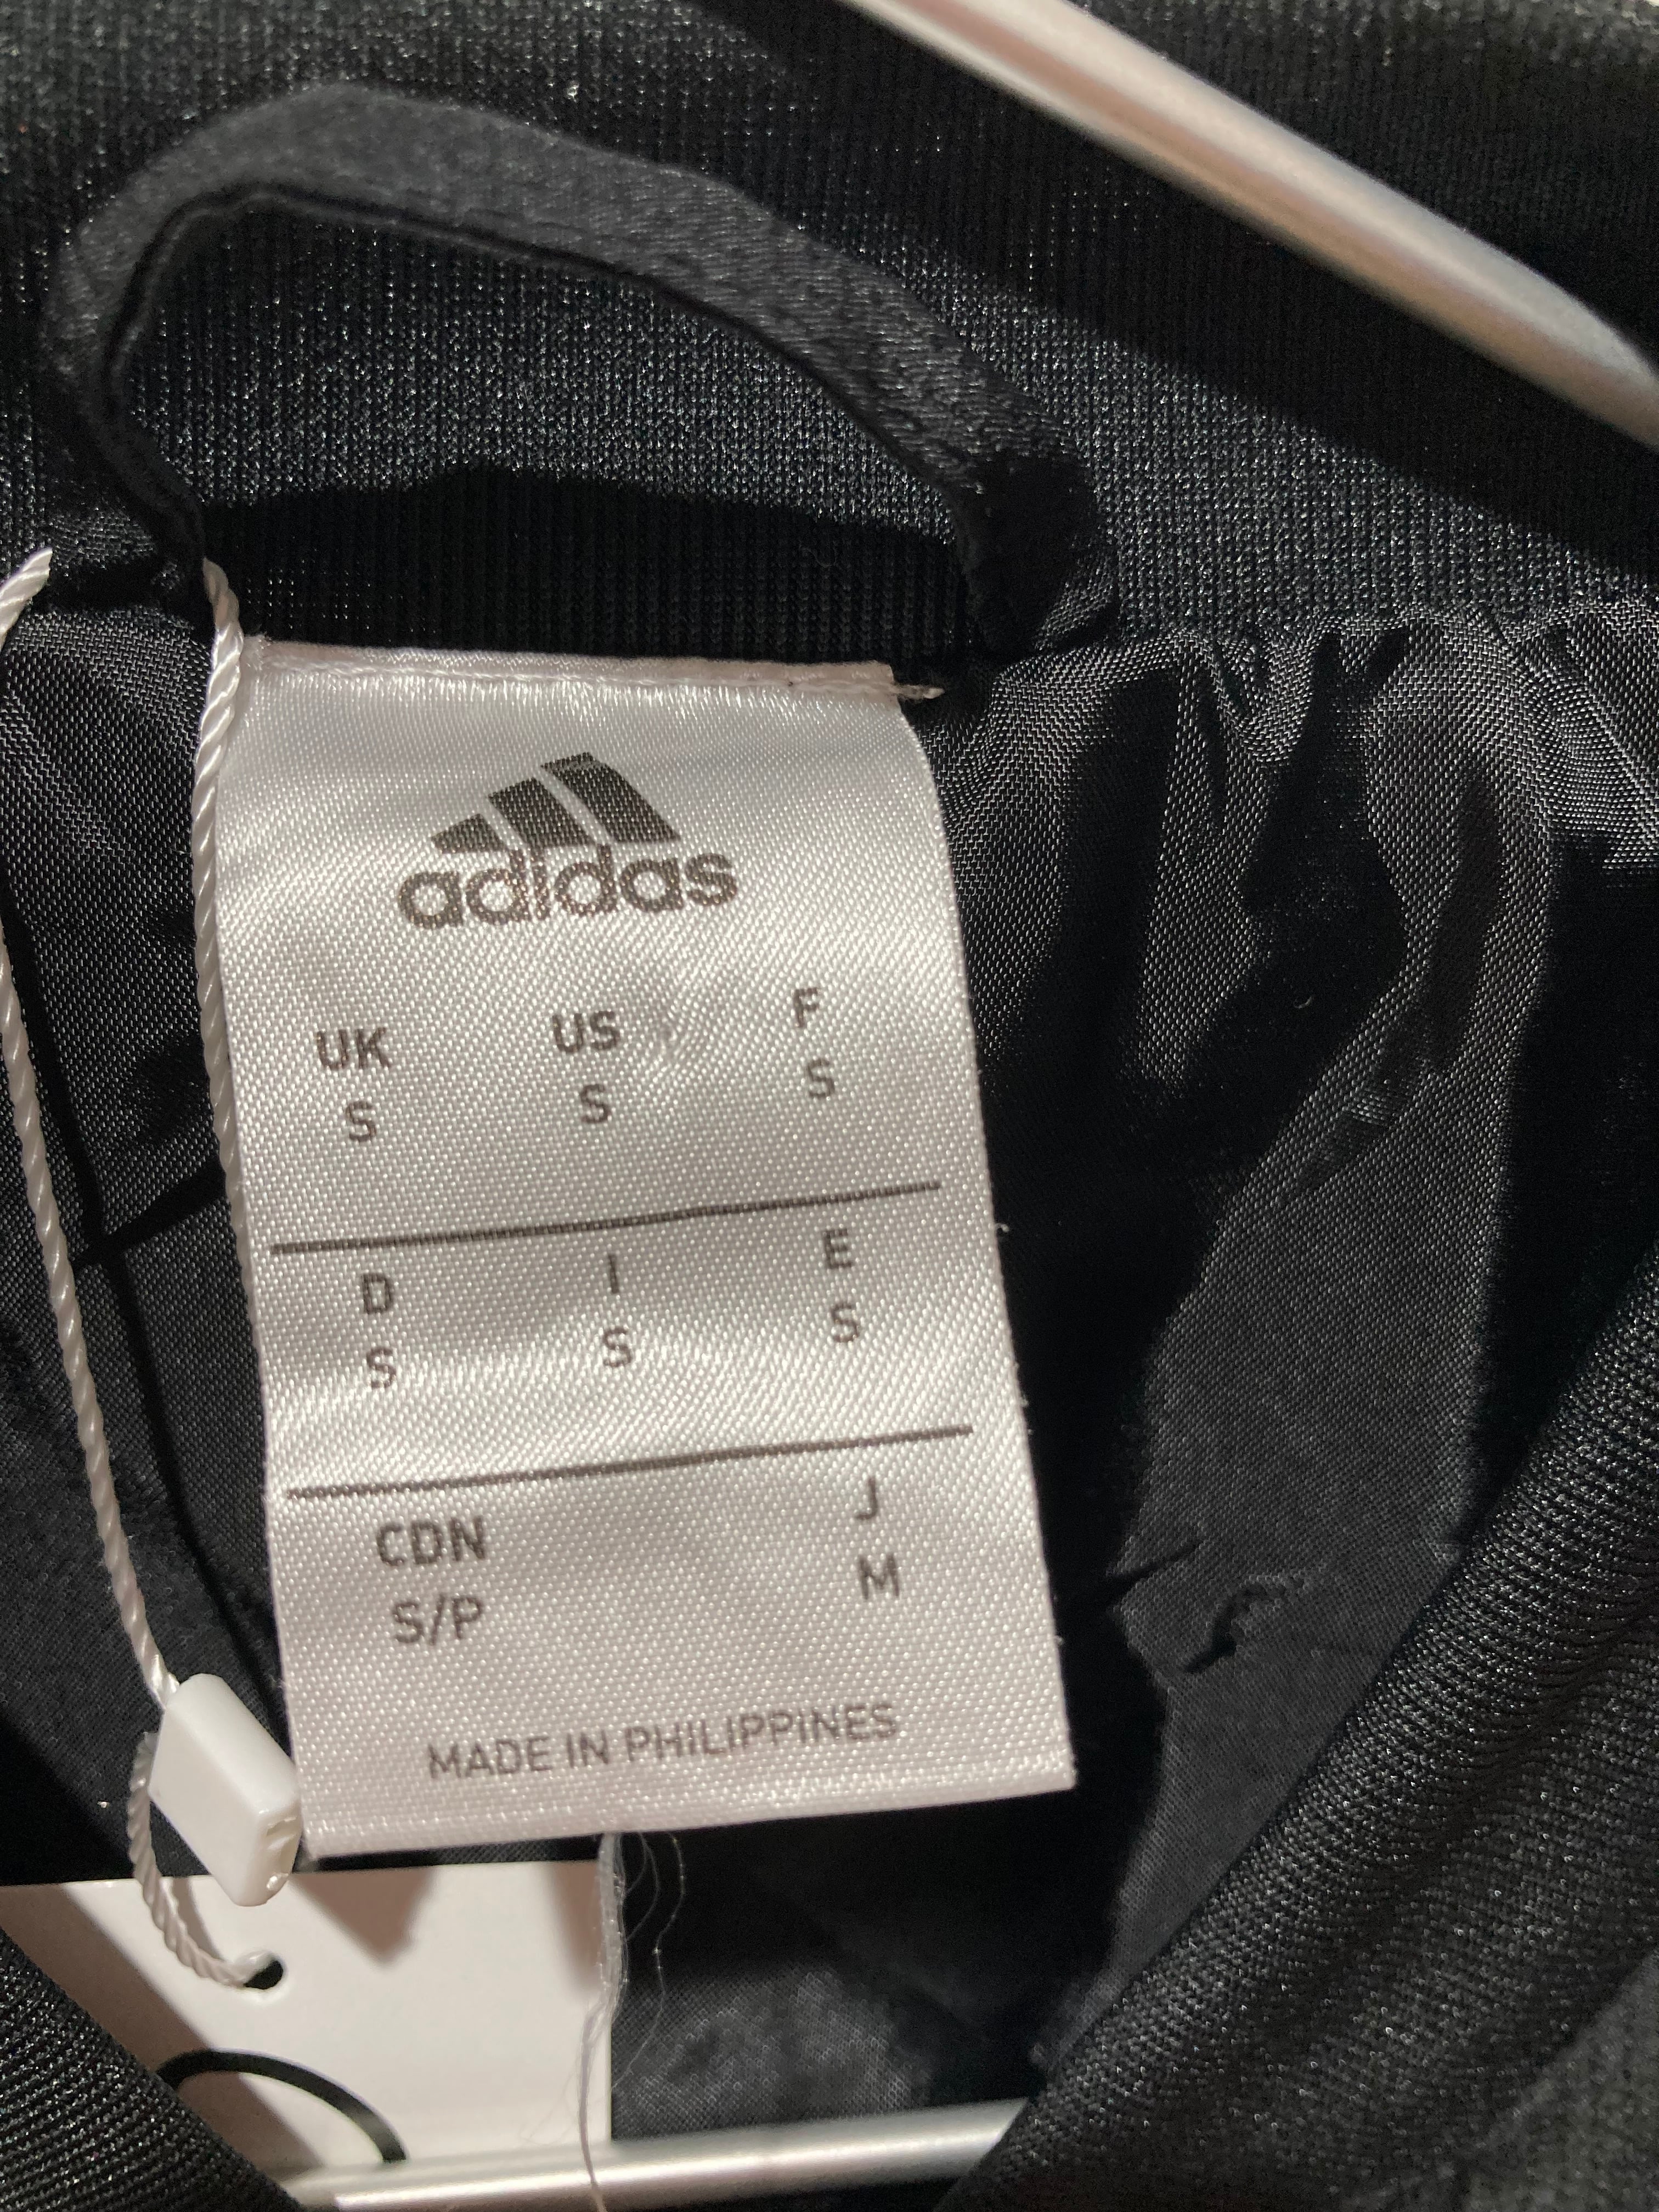 adidas
UK US F
S S S
D I E
S S S
CDN J
S/P M
MADE IN PHILIPPINES